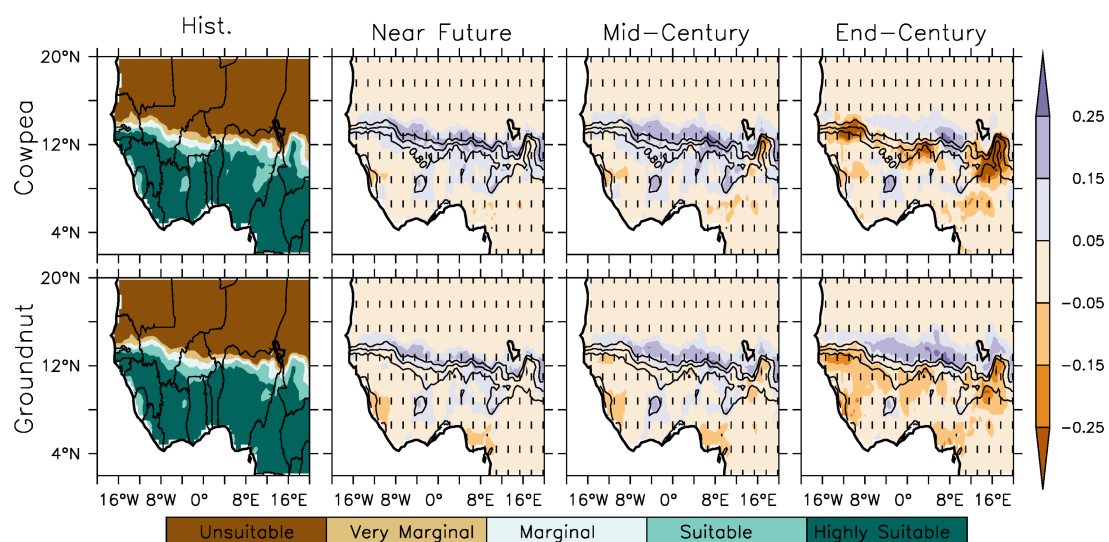 Hist.
Near Future
Mid-Century
End-Century
Cowpea
20°N
12°N
4°N
0.25
0.15
0.05
-0.05
-0.15
-0.25
Groundnut
20°N
12°N
4°N
16°W 8°W 0° 8°E 16°E
16°W 8°W 0° 8°E 16°E
16°W 8°W 0° 8°E 16°E
16°W 8°W 0° 8°E 16°E
Unsuitable
Very Marginal
Marginal
Suitable
Highly Suitable